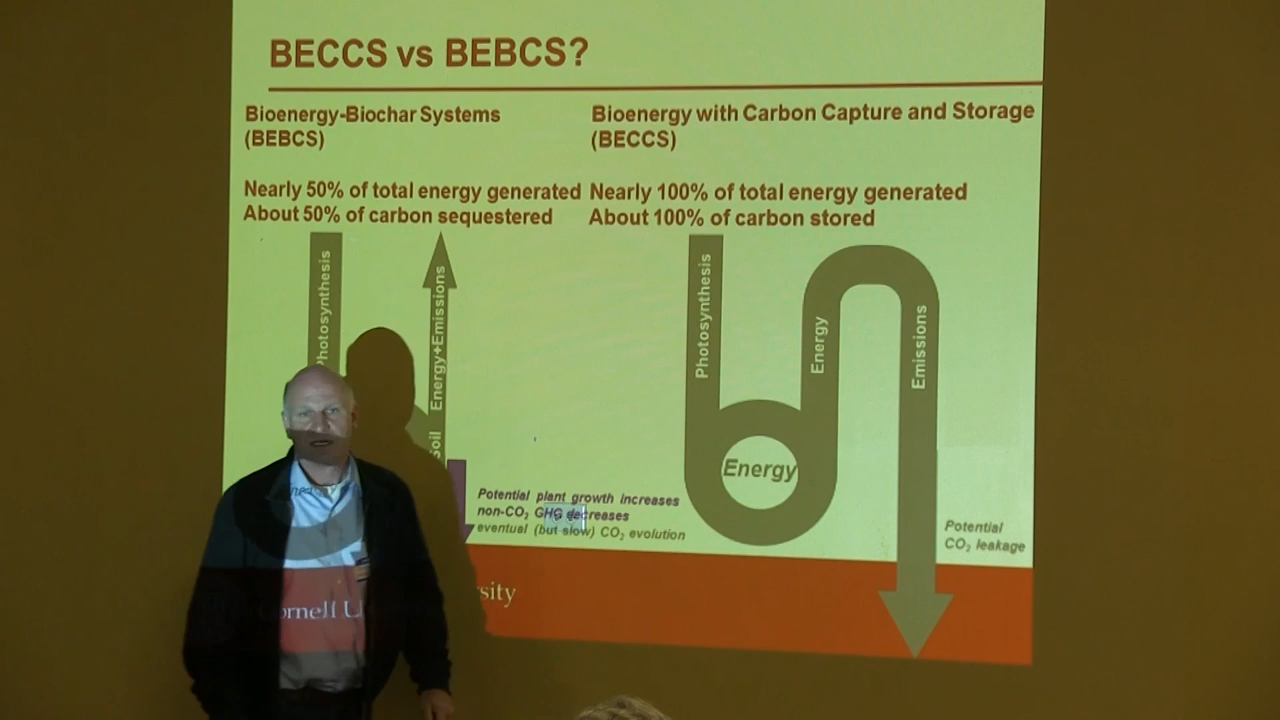 BECCS vs BEBCS?
Bioenergy-Biochar Systems
(BEBCS)
Nearly 50% of total energy generated
About 50% of carbon sequestered
Photosynthesis
Energy+Emissions
Soil
Potential plant growth increases
non-CO₂ GHG decreases
eventual (but slow) CO₂ evolution
Bioenergy with Carbon Capture and Storage
(BECCS)
Nearly 100% of total energy generated
About 100% of carbon stored
Photosynthesis
Energy
Energy
Emissions
Potential
CO₂ leakage
Cornell U
rsity